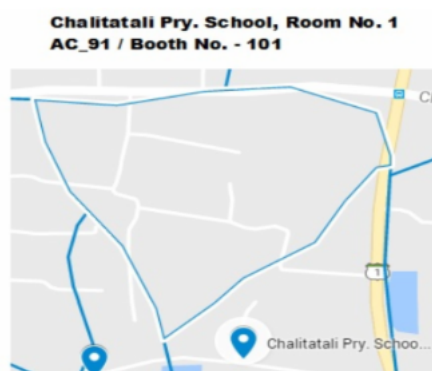 Chalitatali Pry. School, Room No. 1
AC_91 / Booth No. - 101
1
Chalitatali Pry. Schoo...